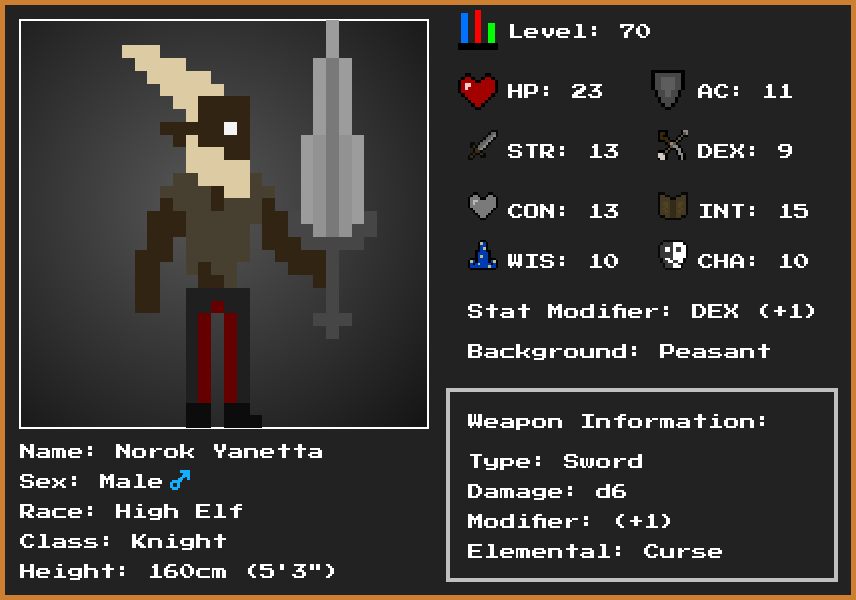 Level: 70
HP: 23
AC: 11
STR: 13
DEX: 9
CON: 13
INT: 15
WIS: 10
CHA: 10
Stat Modifier: DEX (+1)
Background: Peasant
Weapon Information:
Type: Sword
Damage: d6
Modifier: (+1)
Elemental: Curse
Name: Norok Yanetta
Sex: Male♂
Race: High Elf
Class: Knight
Height: 160cm (5'3")